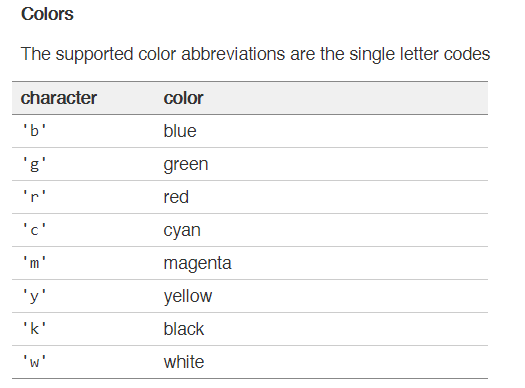 Colors
The supported color abbreviations are the single letter codes
character color
'b' blue
'g' green
'r' red
'c' cyan
'm' magenta
'y' yellow
'k' black
'w' white